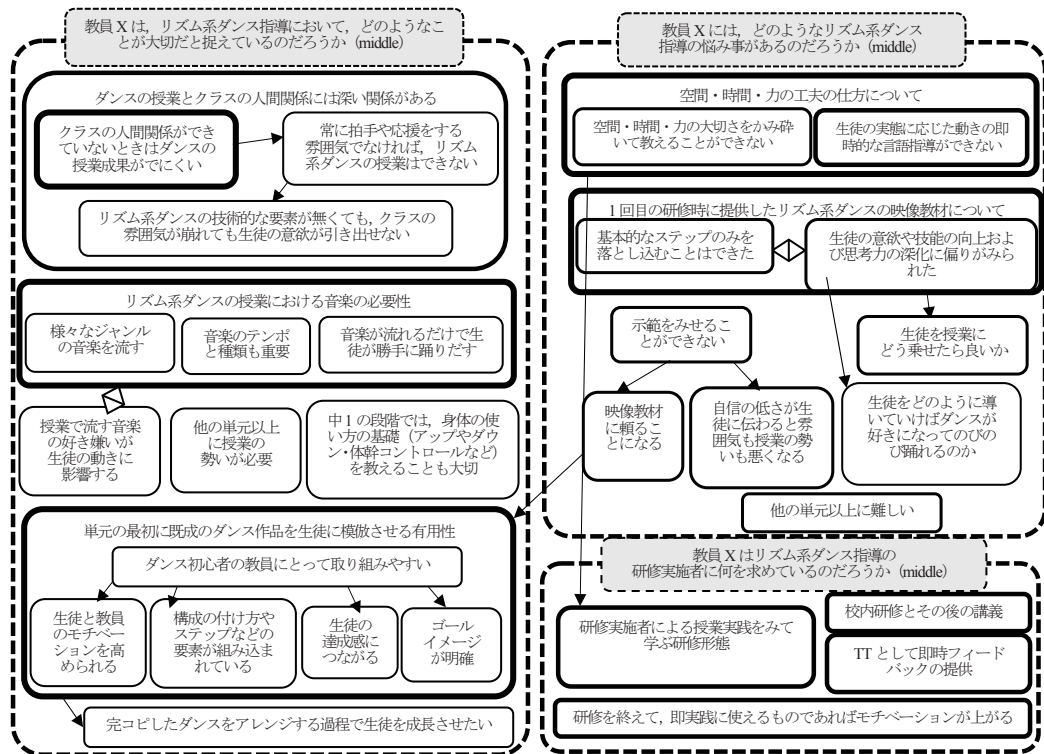 教員 X は，リズム系ダンス指導において，どのようなこ
とが大切だと捉えているのだろうか（middle）
ダンスの授業とクラスの人間関係には深い関係がある
クラスの人間関係ができ
ていないときはダンスの
授業成果がでにくい
常に拍手や応援をする
雰囲気でなければ，リズム
系ダンスの授業はできない
リズム系ダンスの技術的な要素が無くても，クラスの
雰囲気が崩れても生徒の意欲が引き出せない
リズム系ダンスの授業における音楽の必要性
様々なジャンル
の音楽を流す
音楽のテンポ
と種類も重要
音楽が流れるだけで生
徒が勝手に踊りだす
授業で流す音楽
の好き嫌いが
生徒の動きに
影響する
他の単元以上
に授業の
勢いが必要
中 1 の段階では，身体の使
い方の基礎（アップやダウ
ン・体幹コントロールなど）
を教えることも大切
単元の最初に既成のダンス作品を生徒に模倣させる有用性
ダンス初心者の教員にとって取り組みやすい
生徒と教員
のモチベー
ションを高
められる
構成の付け方や
ステップなどの
要素が組み込ま
れている
生徒の
達成感に
つながる
ゴール
イメージ
が明確
完コピしたダンスをアレンジする過程で生徒を成長させたい
教員 X には，どのようなリズム系ダンス
指導の悩み事があるのだろうか（middle）
空間・時間・力の工夫の仕方について
空間・時間・力の大切さをかみ砕
いて教えることができない
生徒の実態に応じた動きの即
時的な言語指導ができない
1 回目の研修時に提供したリズム系ダンスの映像教材について
基本的なステップのみを
落とし込むことはできた
生徒の意欲や技能の向上およ
び思考力の深化に偏りがみら
れた
示範をみせるこ
とができない
生徒を授業に
どう乗せたら良いか
映像教材
に頼るこ
とになる
自信の低さが生
徒に伝わると雰
囲気も授業の勢
いも悪くなる
生徒をどのように導
いていけばダンスが
好きになってのびの
び踊れるのか
他の単元以上に難しい
教員 X はリズム系ダンス指導の
研修実施者に何を求めているのだろうか（middle）
研修実施者による授業実践をみて
学ぶ研修形態
校内研修とその後の講義
TT として即時フィード
バックの提供
研修を終えて，即実践に使えるものであればモチベーションが上がる